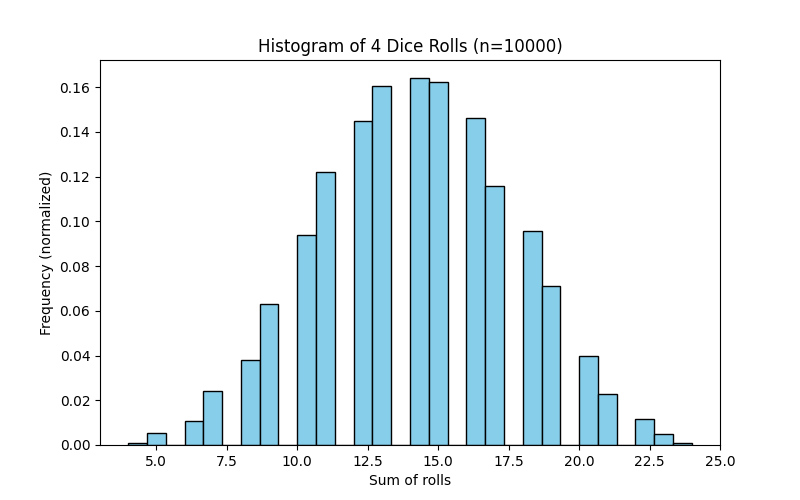 Histogram of 4 Dice Rolls (n=10000)
Frequency (normalized)
0.16
0.14
0.12
0.10
0.08
0.06
0.04
0.02
0.00
5.0 7.5 10.0 12.5 15.0 17.5 20.0 22.5 25.0
Sum of rolls